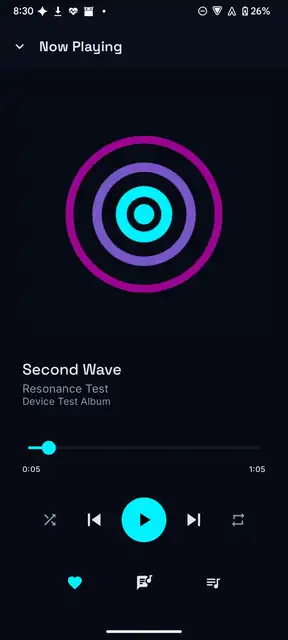 8:30
26%
Now Playing
Second Wave
Resonance Test
Device Test Album
0:05
1:05